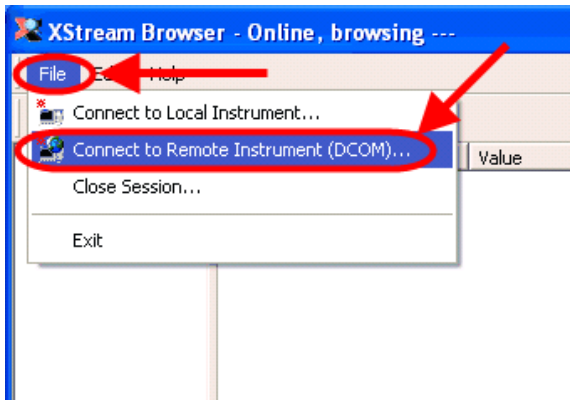 XStream Browser - Online, browsing ---
File Edit Help
Connect to Local Instrument...
Connect to Remote Instrument (DCOM)...
Value
Close Session...
Exit